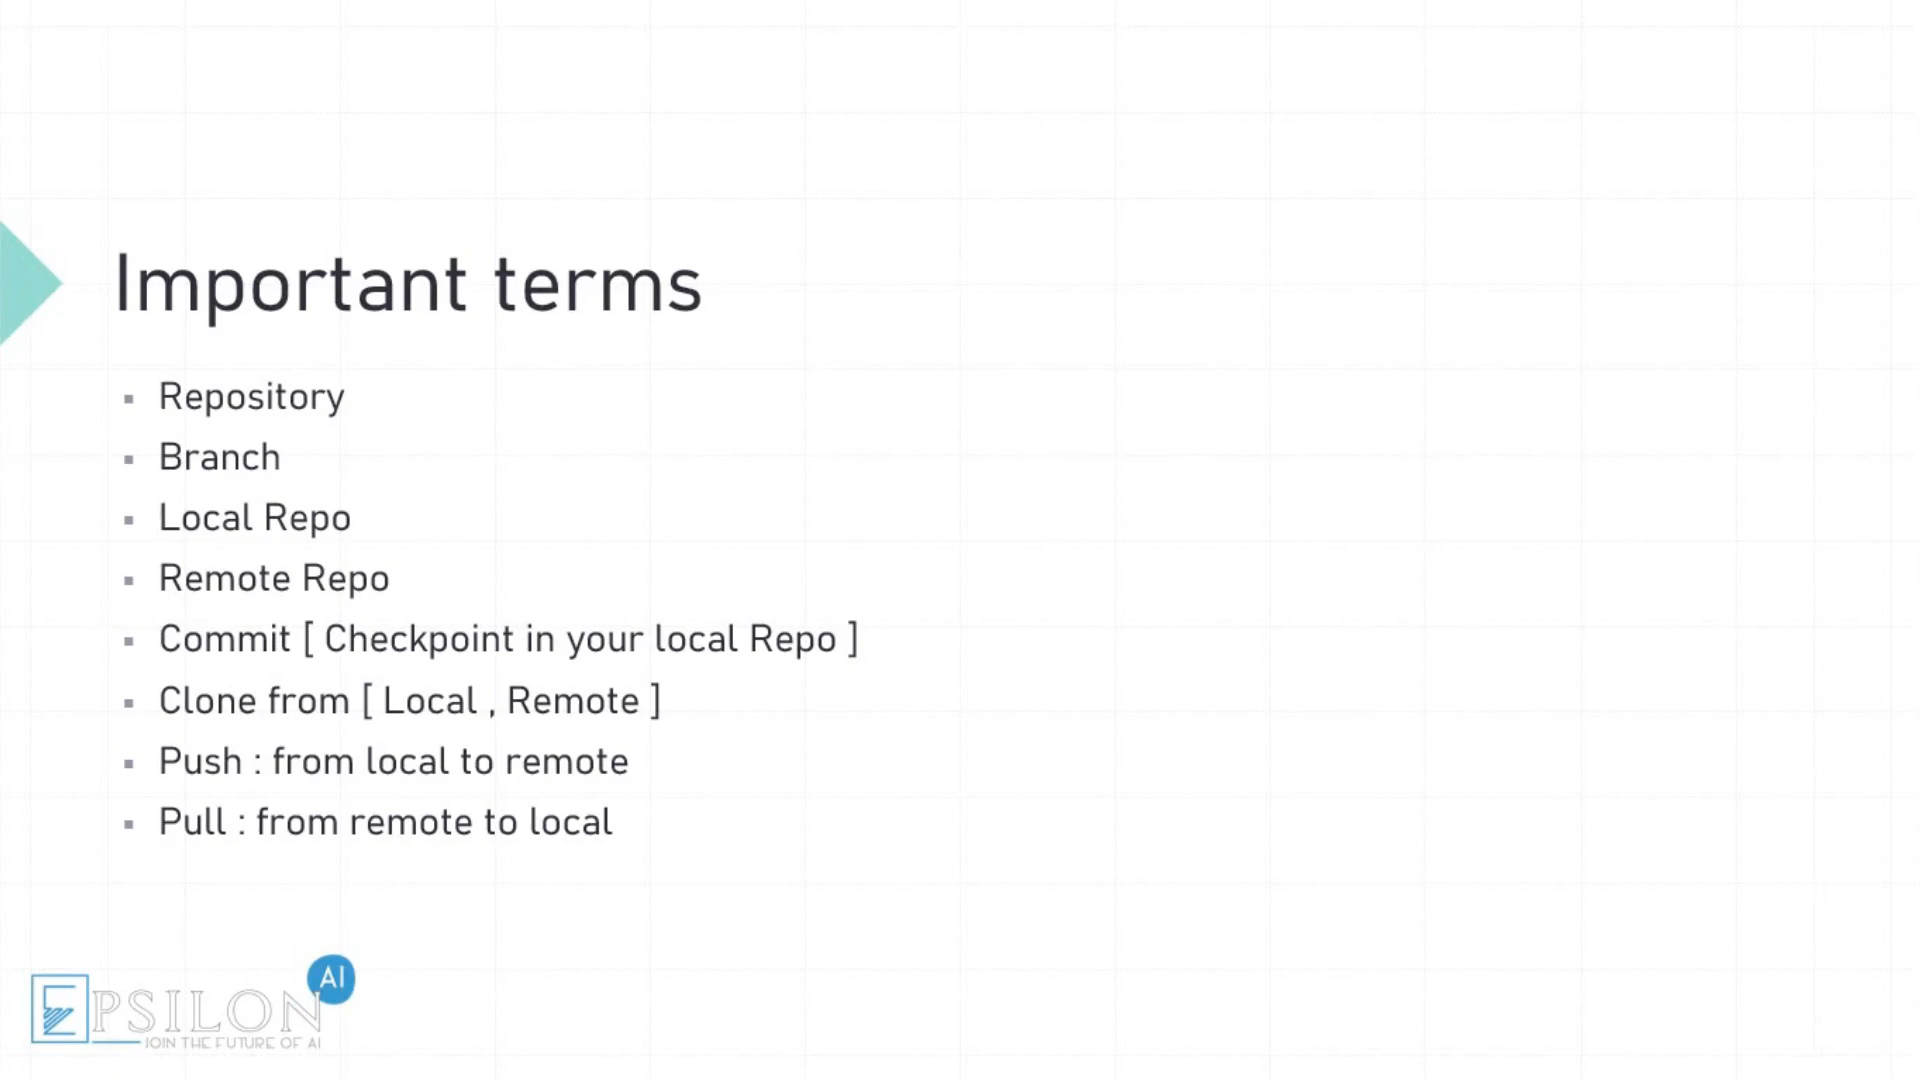 Important terms
Repository
Branch
Local Repo
Remote Repo
Commit [ Checkpoint in your local Repo ]
Clone from [ Local , Remote ]
Push : from local to remote
Pull : from remote to local
AI
EPSILON
JOIN THE FUTURE OF AI